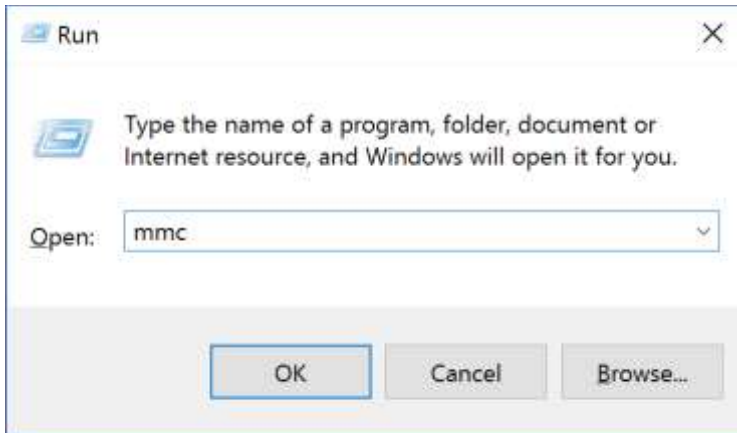 Run
Type the name of a program, folder, document or
Internet resource, and Windows will open it for you.
Open: mmc
OK Cancel Browse...